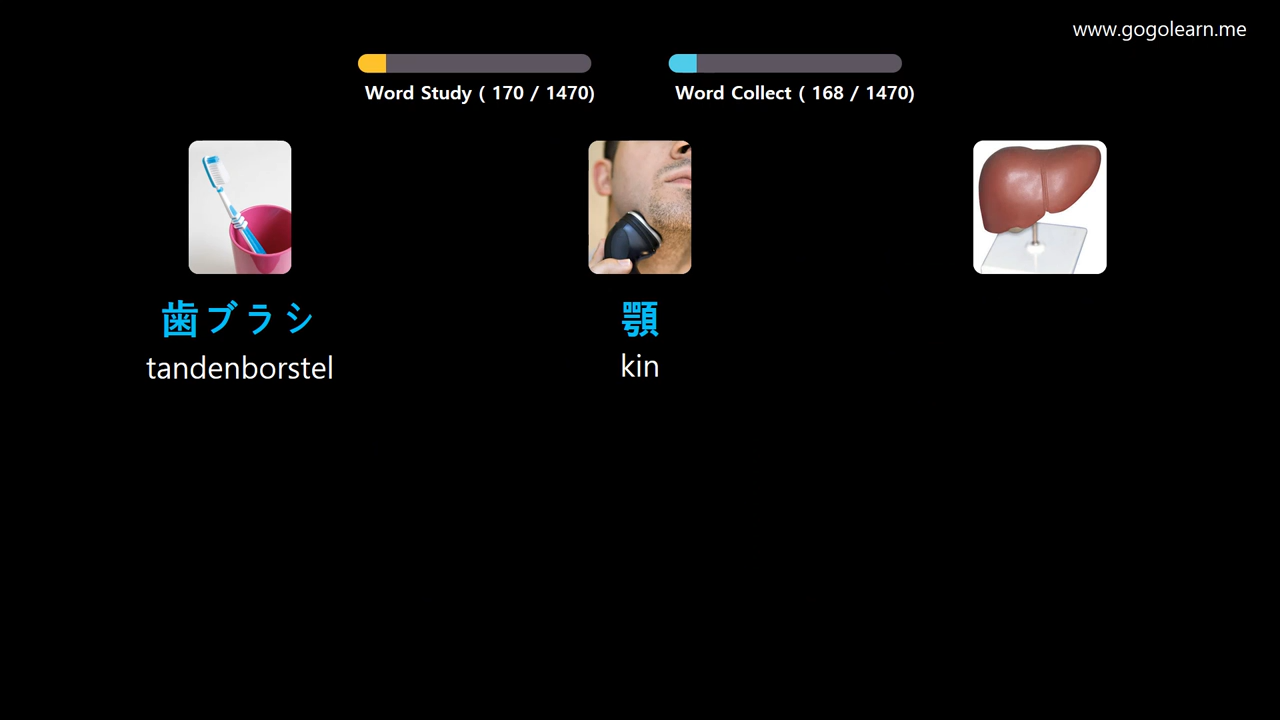 www.gogolearn.me
Word Study ( 170 / 1470)
Word Collect ( 168 / 1470)
歯ブラシ
顎
tandenborstel
kin